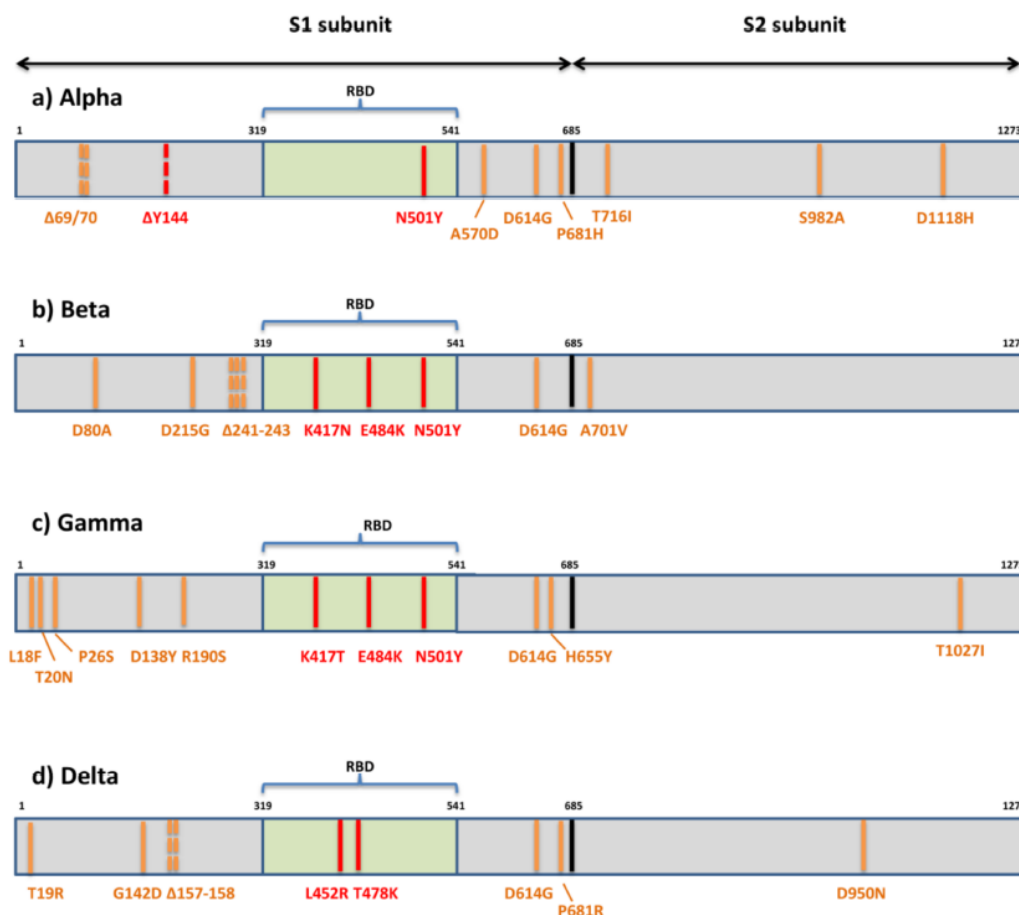 S1 subunit S2 subunit
a) Alpha RBD
1 319 541 685 1273
Δ69/70 ΔY144 N501Y A570D D614G P681H T716I S982A D1118H
b) Beta RBD
1 319 541 685 127
D80A D215G Δ241-243 K417N E484K N501Y D614G A701V
c) Gamma RBD
1 319 541 685 127
L18F T20N P26S D138Y R190S K417T E484K N501Y D614G H655Y T1027I
d) Delta RBD
1 319 541 685 127
T19R G142D Δ157-158 L452R T478K D614G P681R D950N